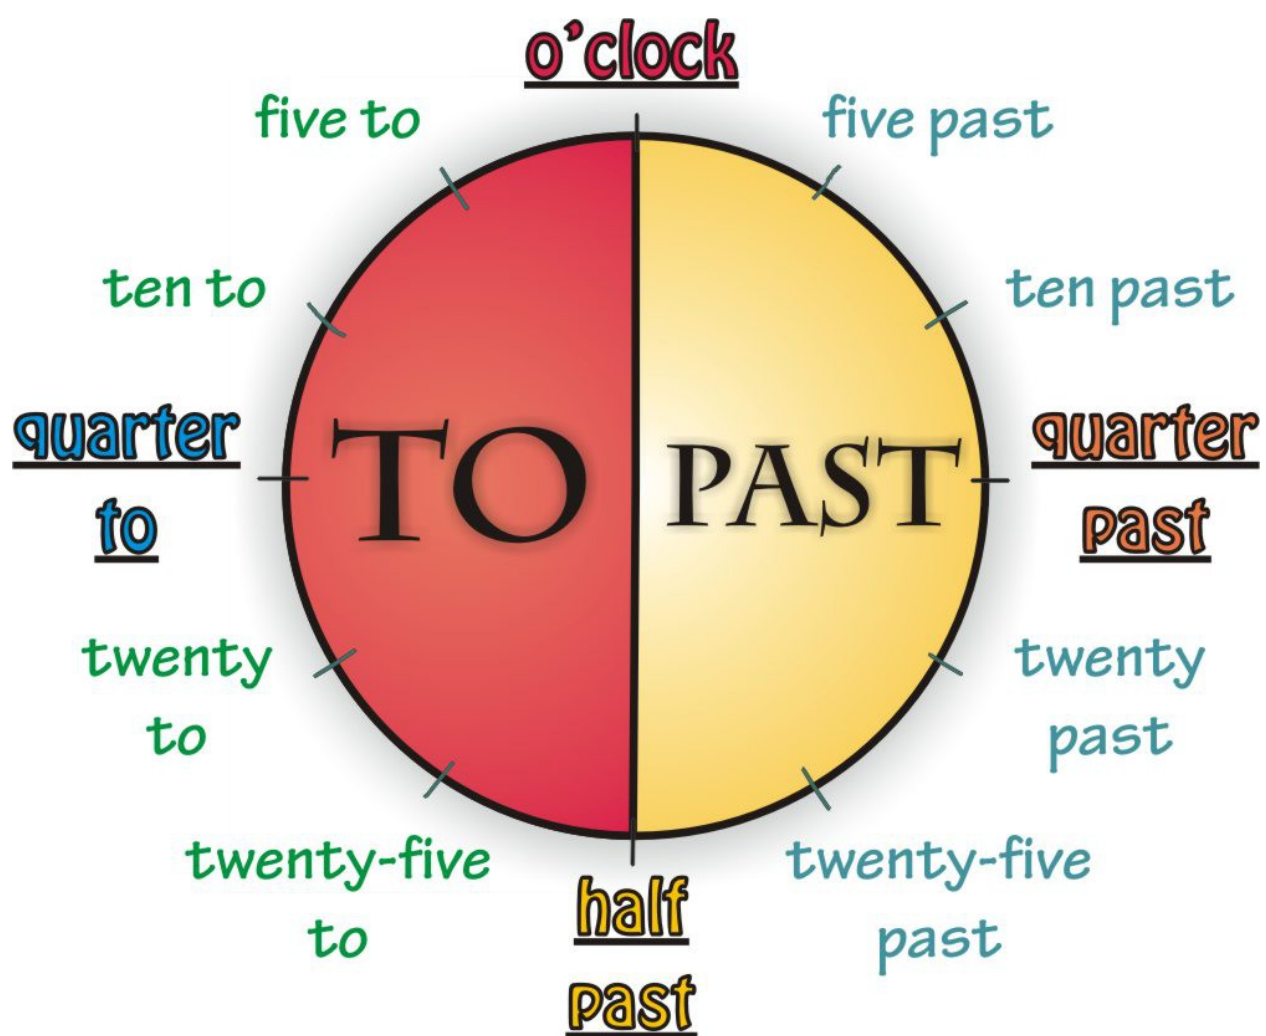 o'clock
five to
five past
ten to
ten past
quarter
to
TO
PAST
quarter
past
twenty
to
twenty
past
twenty-five
to
half
past
twenty-five
past